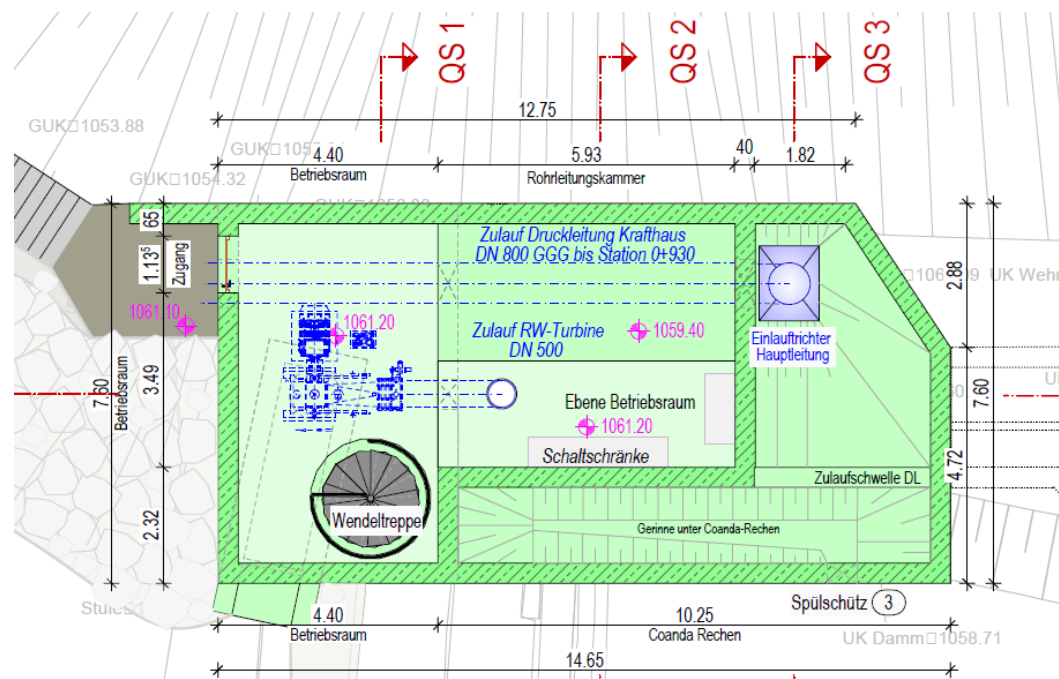 QS 1
QS 2
QS 3
12.75
GUK□1053.88
4.40
5.93
40
1.82
Betriebsraum
Rohrleitungskammer
GUK□1054.32
65
Zulauf Druckleitung Krafthaus
DN 800 GGG bis Station 0+930
1.13⁵
Zugang
2.88
UK Wehr
1061.10
1061.20
Zulauf RW-Turbine
DN 500
1059.40
Einlauftrichter
Hauptleitung
7.60
Betriebsraum
3.49
Ebene Betriebsraum
1061.20
7.60
Schaltschränke
4.72
Zulaufschwelle DL
Wendeltreppe
2.32
Gerinne unter Coanda-Rechen
Spülschütz 3
4.40
10.25
Betriebsraum
Coanda Rechen
UK Damm□1058.71
14.65